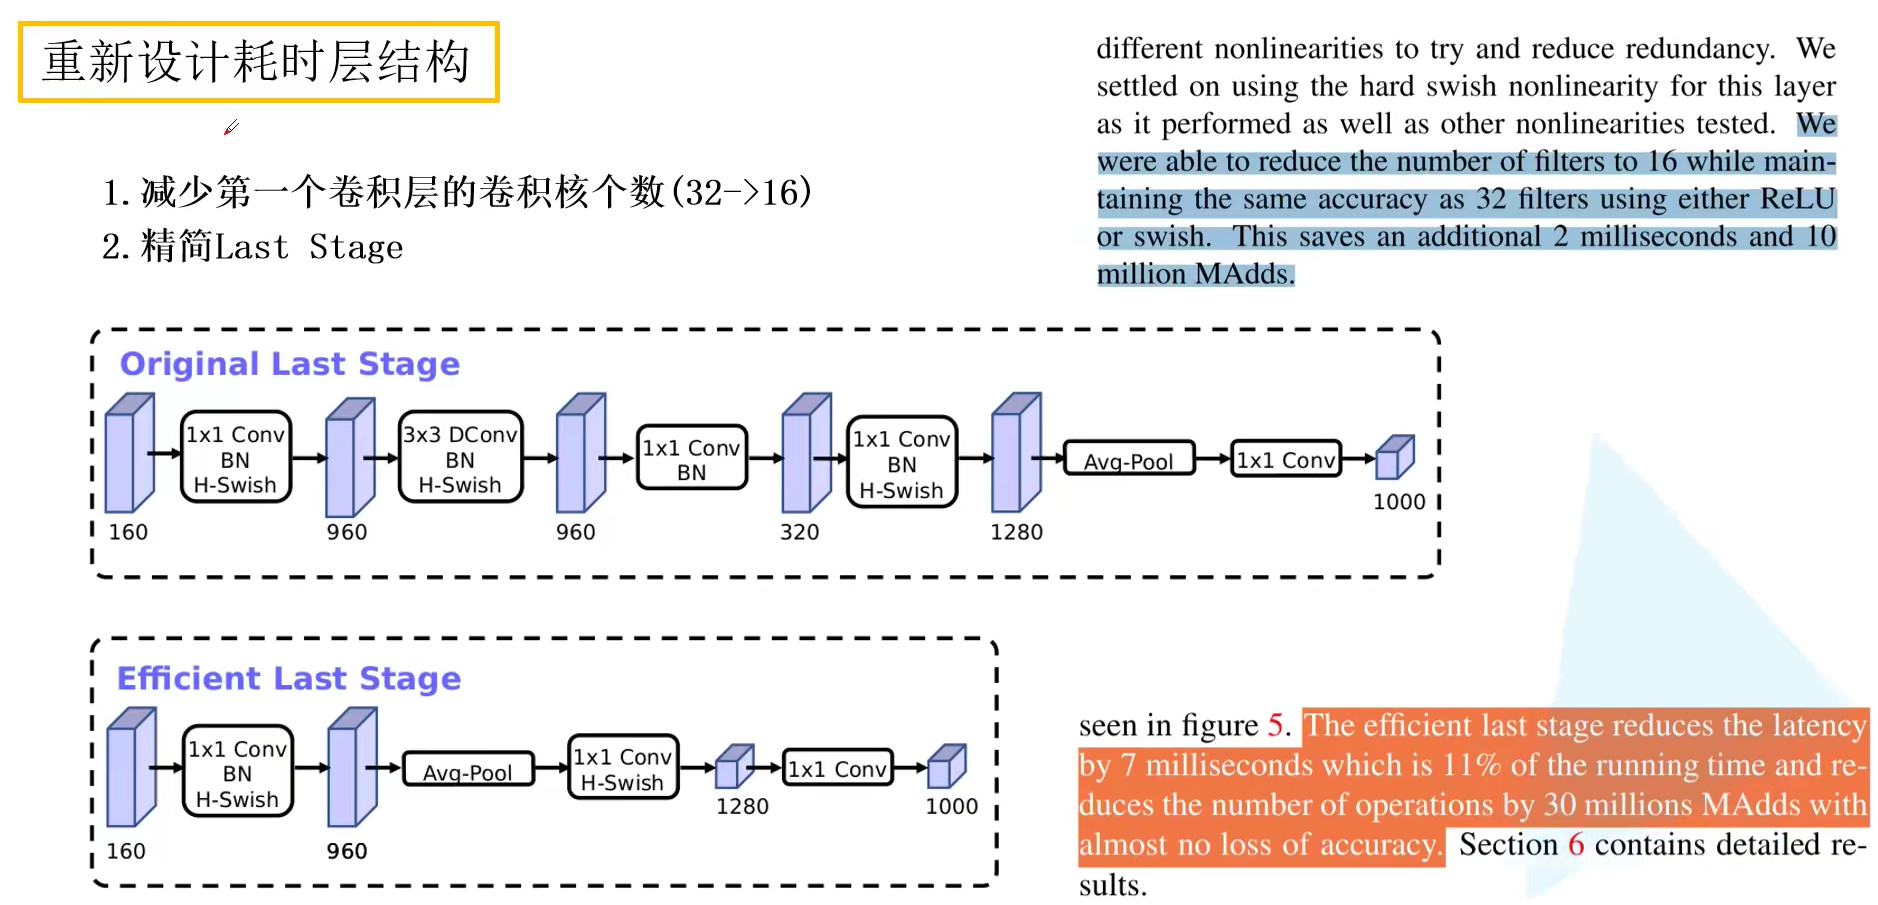 重新设计耗时层结构
1.减少第一个卷积层的卷积核个数(32->16)
2.精简Last Stage
different nonlinearities to try and reduce redundancy. We
settled on using the hard swish nonlinearity for this layer
as it performed as well as other nonlinearities tested. We
were able to reduce the number of filters to 16 while main-
taining the same accuracy as 32 filters using either ReLU
or swish. This saves an additional 2 milliseconds and 10
million MAdds.
Original Last Stage
1x1 Conv
BN
H-Swish
3x3 DConv
BN
H-Swish
1x1 Conv
BN
1x1 Conv
BN
H-Swish
Avg-Pool
1x1 Conv
160
960
960
320
1280
1000
Efficient Last Stage
1x1 Conv
BN
H-Swish
Avg-Pool
1x1 Conv
H-Swish
1x1 Conv
160
960
1280
1000
seen in figure 5. The efficient last stage reduces the latency
by 7 milliseconds which is 11% of the running time and re-
duces the number of operations by 30 millions MAdds with
almost no loss of accuracy. Section 6 contains detailed re-
sults.